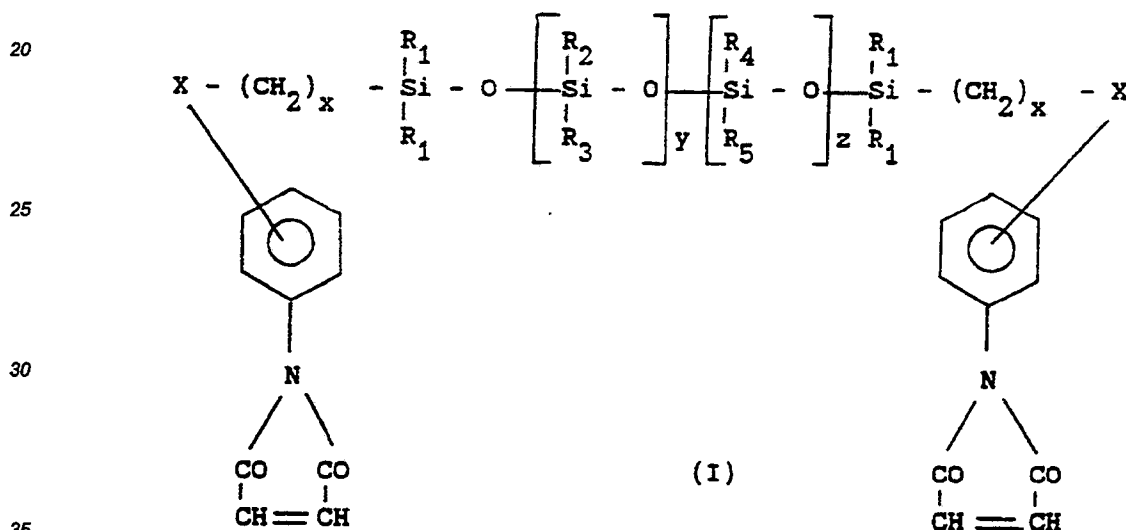 20
R1 R2 R4 R1
X - (CH2)x - Si - O [ Si - O ]y [ Si - O ]z Si - (CH2)x - X
R1 R3 R5 R1
25
30
N N
CO CO CO CO
(I)
CH = CH CH = CH
35